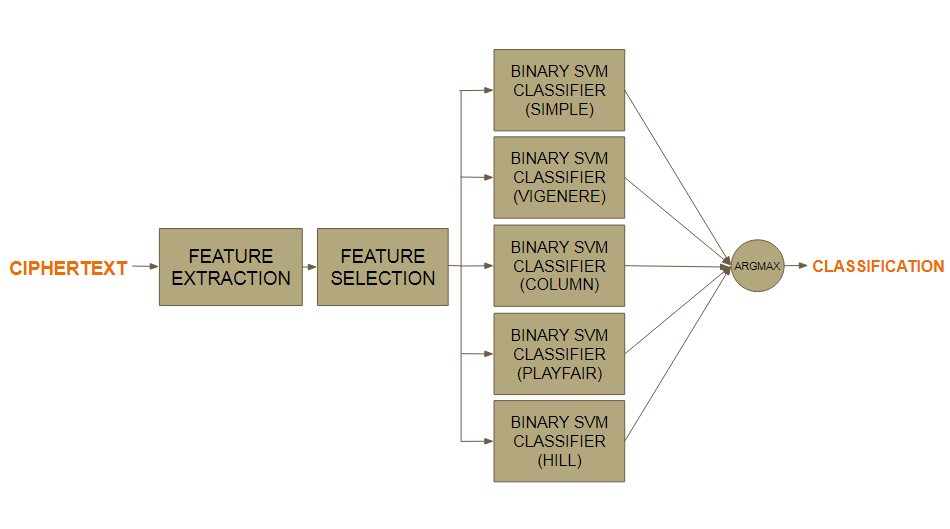 CIPHERTEXT
FEATURE
EXTRACTION
FEATURE
SELECTION
BINARY SVM
CLASSIFIER
(SIMPLE)
BINARY SVM
CLASSIFIER
(VIGENERE)
BINARY SVM
CLASSIFIER
(COLUMN)
BINARY SVM
CLASSIFIER
(PLAYFAIR)
BINARY SVM
CLASSIFIER
(HILL)
ARGMAX
CLASSIFICATION